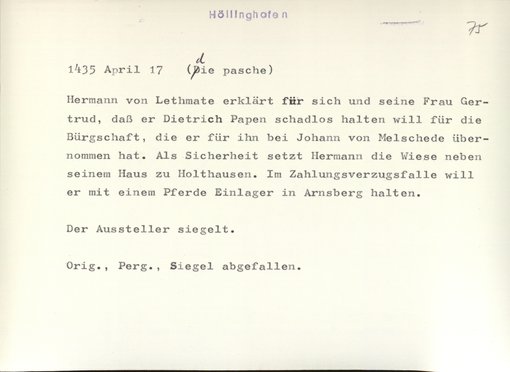 Höllinghofen
75
1435 April 17 (die pasche)
Hermann von Lethmate erklärt für sich und seine Frau Ger-
trud, daß er Dietrich Papen schadlos halten will für die
Bürgschaft, die er für ihn bei Johann von Melschede über-
nommen hat. Als Sicherheit setzt Hermann die Wiese neben
seinem Haus zu Holthausen. Im Zahlungsverzugsfalle will
er mit einem Pferde Einlager in Arnsberg halten.
Der Aussteller siegelt.
Orig., Perg., Siegel abgefallen.